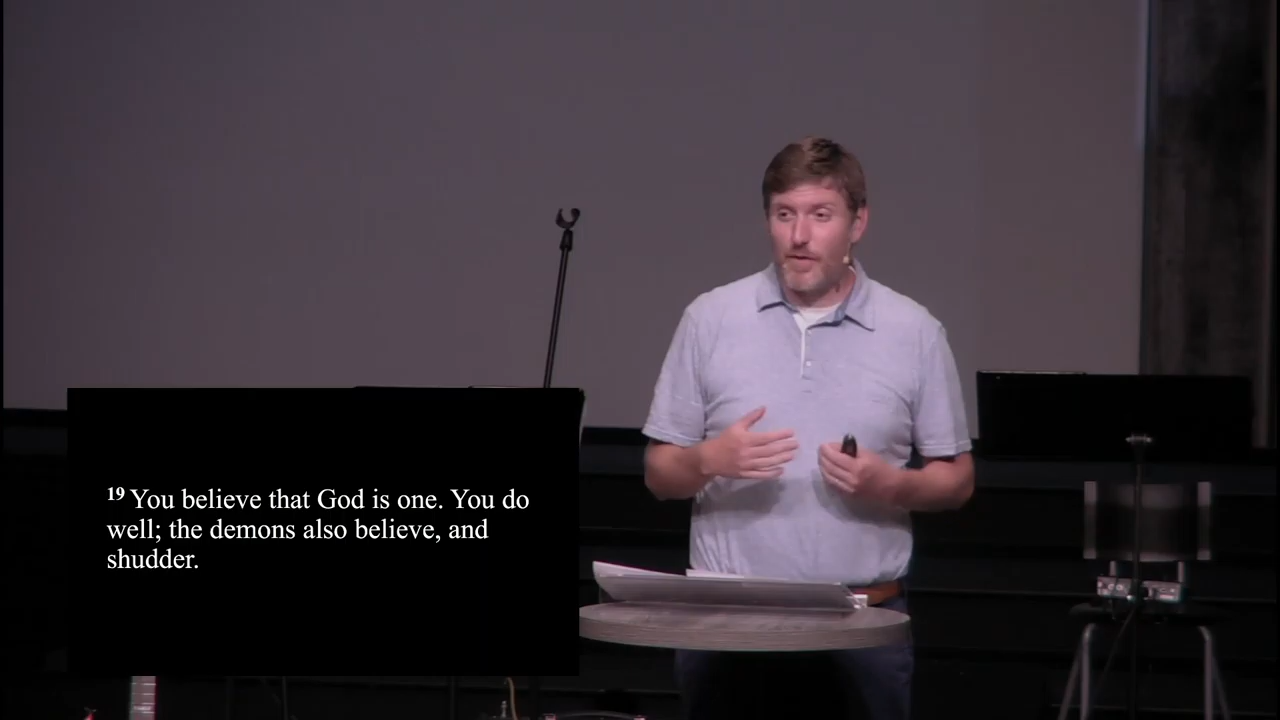 19 You believe that God is one. You do
well; the demons also believe, and
shudder.